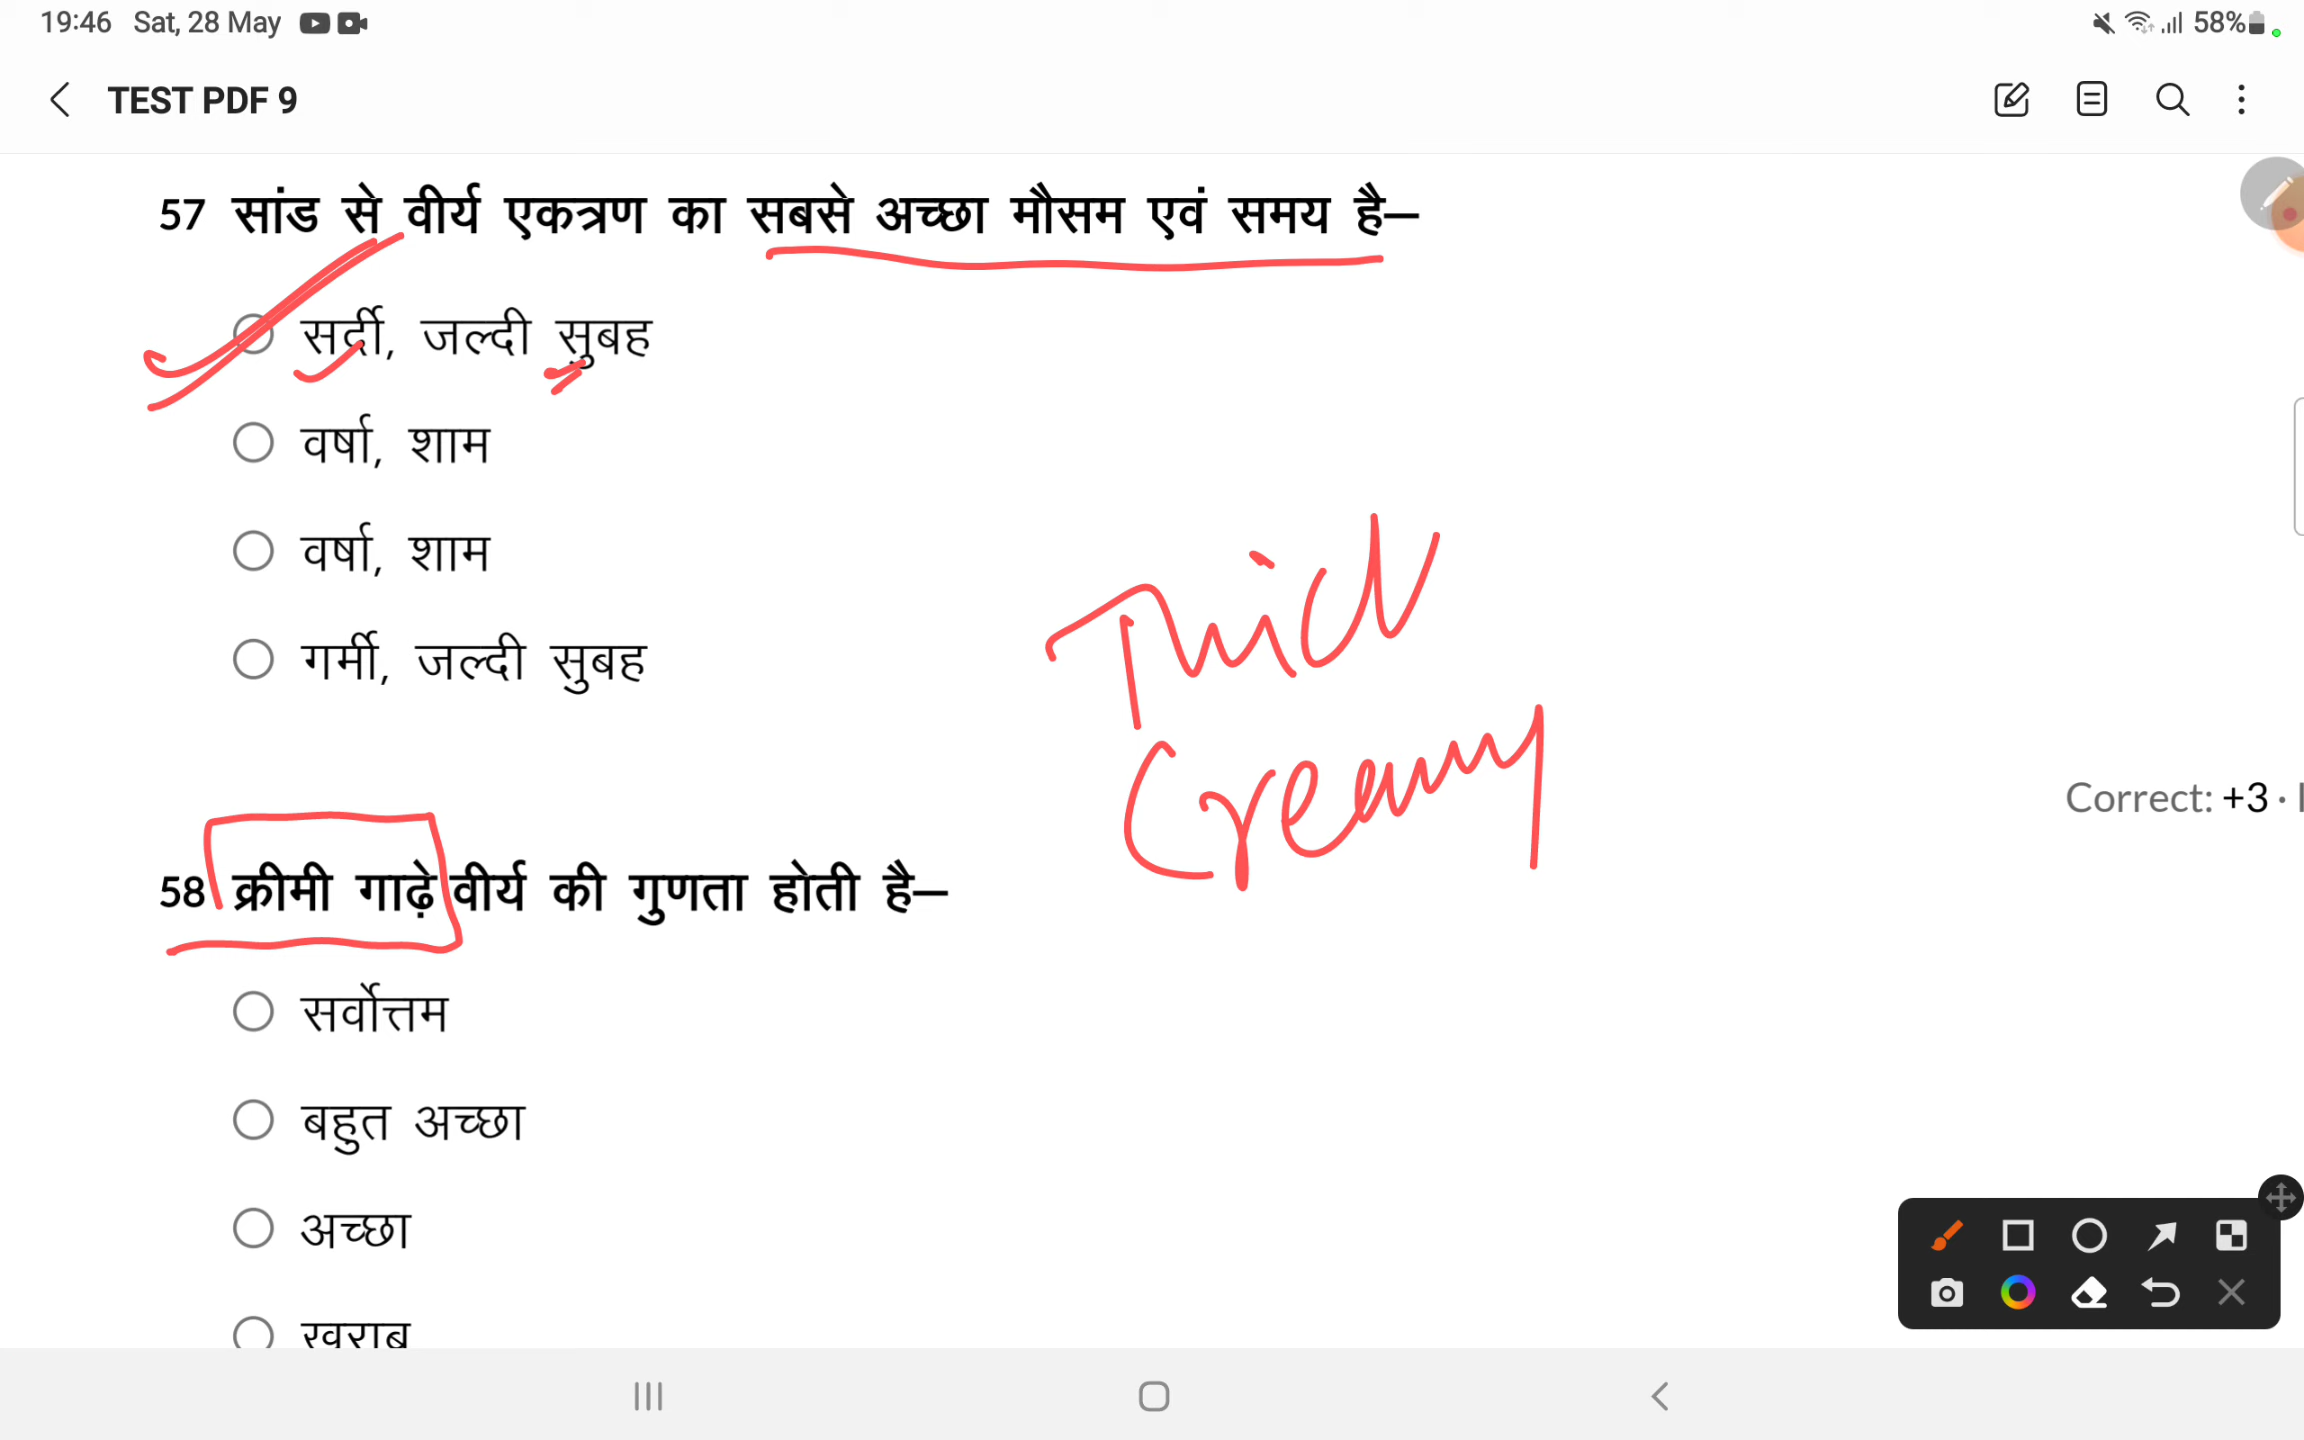 19:46 Sat, 28 May 58%
TEST PDF 9
57 सांड से वीर्य एकत्रण का सबसे अच्छा मौसम एवं समय है–
सर्दी, जल्दी सुबह
वर्षा, शाम
वर्षा, शाम
गर्मी, जल्दी सुबह
Thick
Creamy
Correct: +3 ·
58 क्रीमी गाढ़े वीर्य की गुणता होती है–
सर्वोत्तम
बहुत अच्छा
अच्छा
खराब